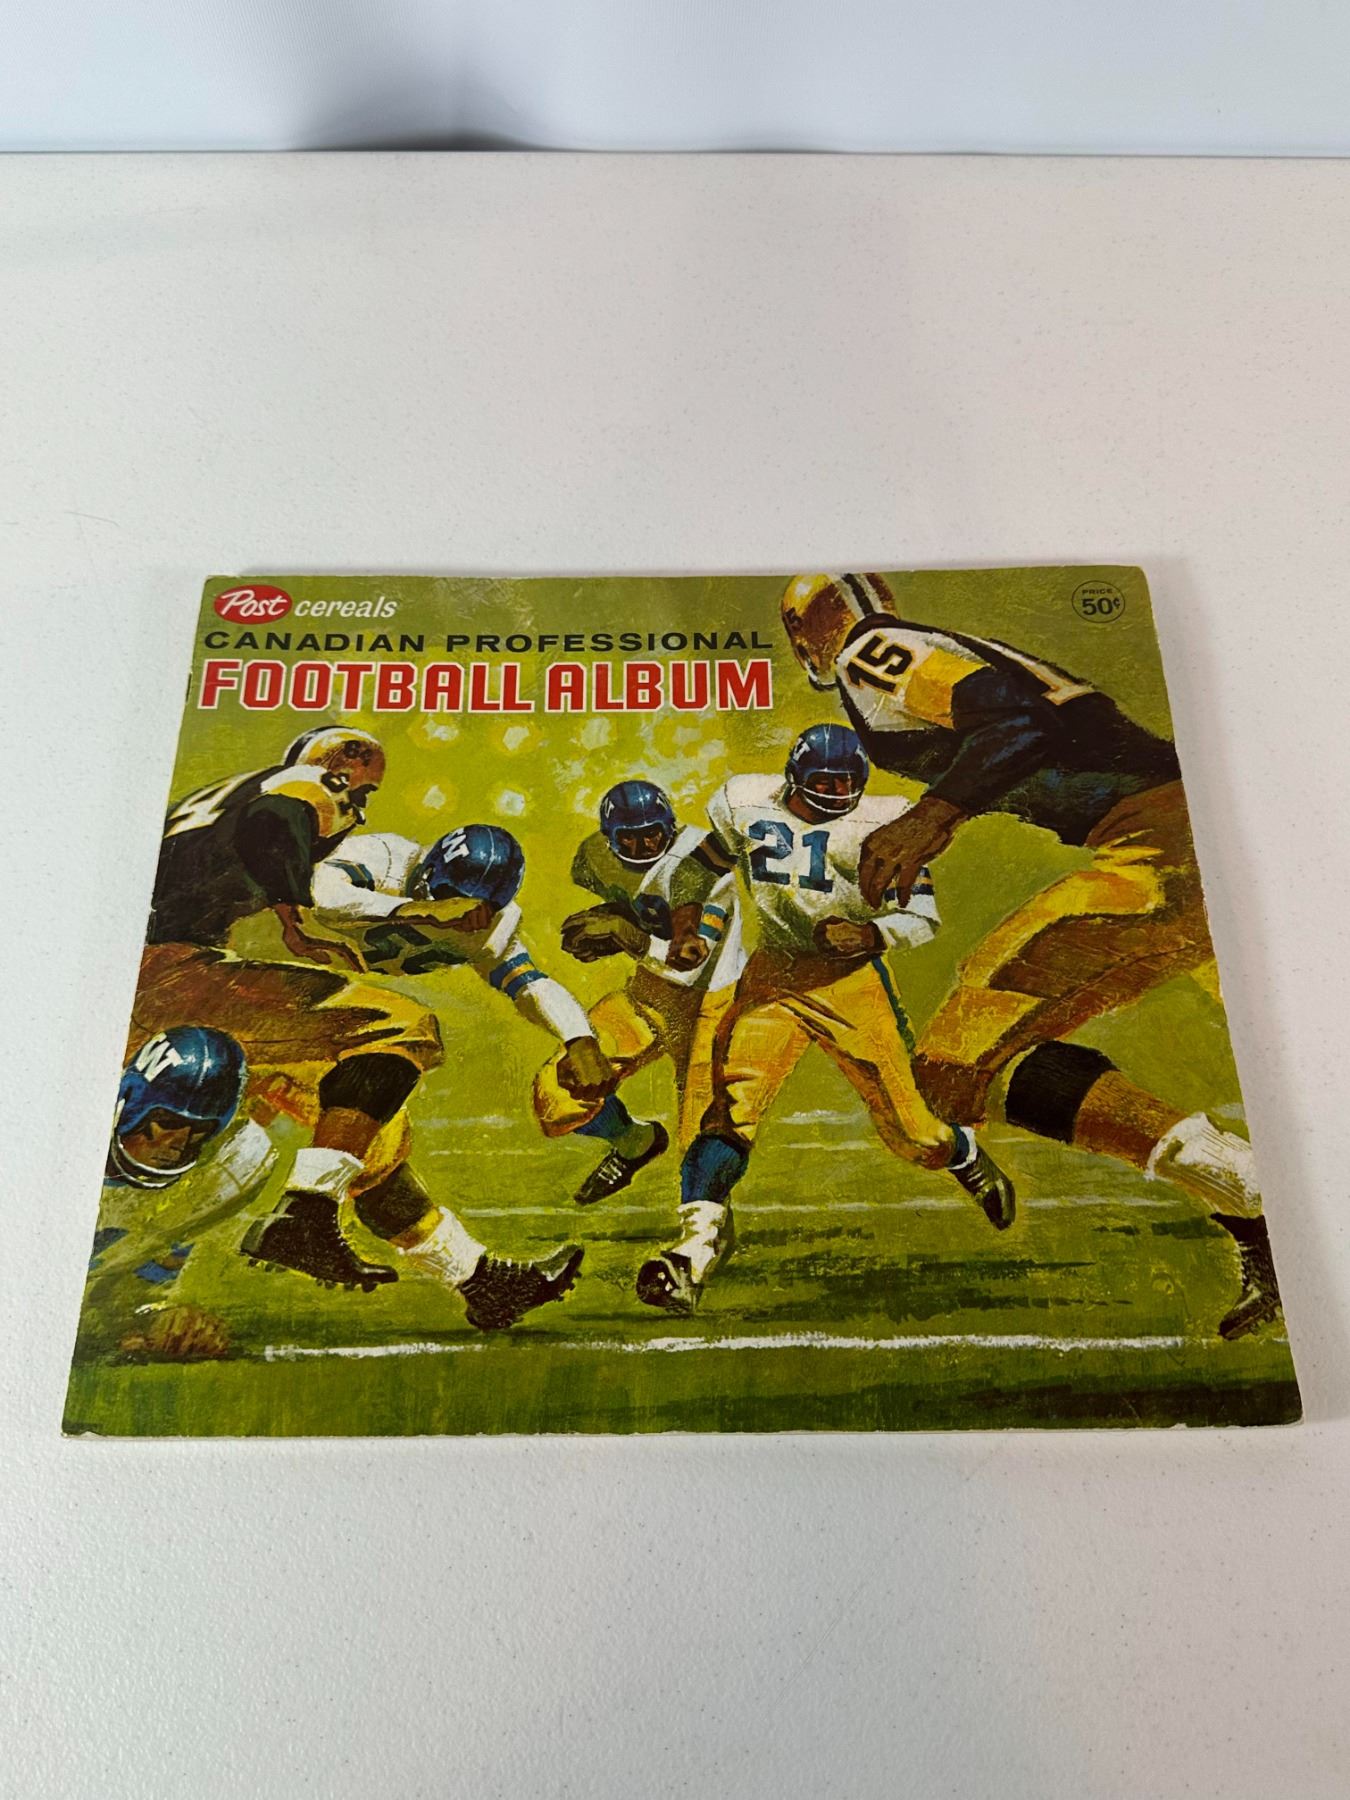 Post cereals
CANADIAN PROFESSIONAL
FOOTBALL ALBUM
PRICE
50¢
15
21
W
W